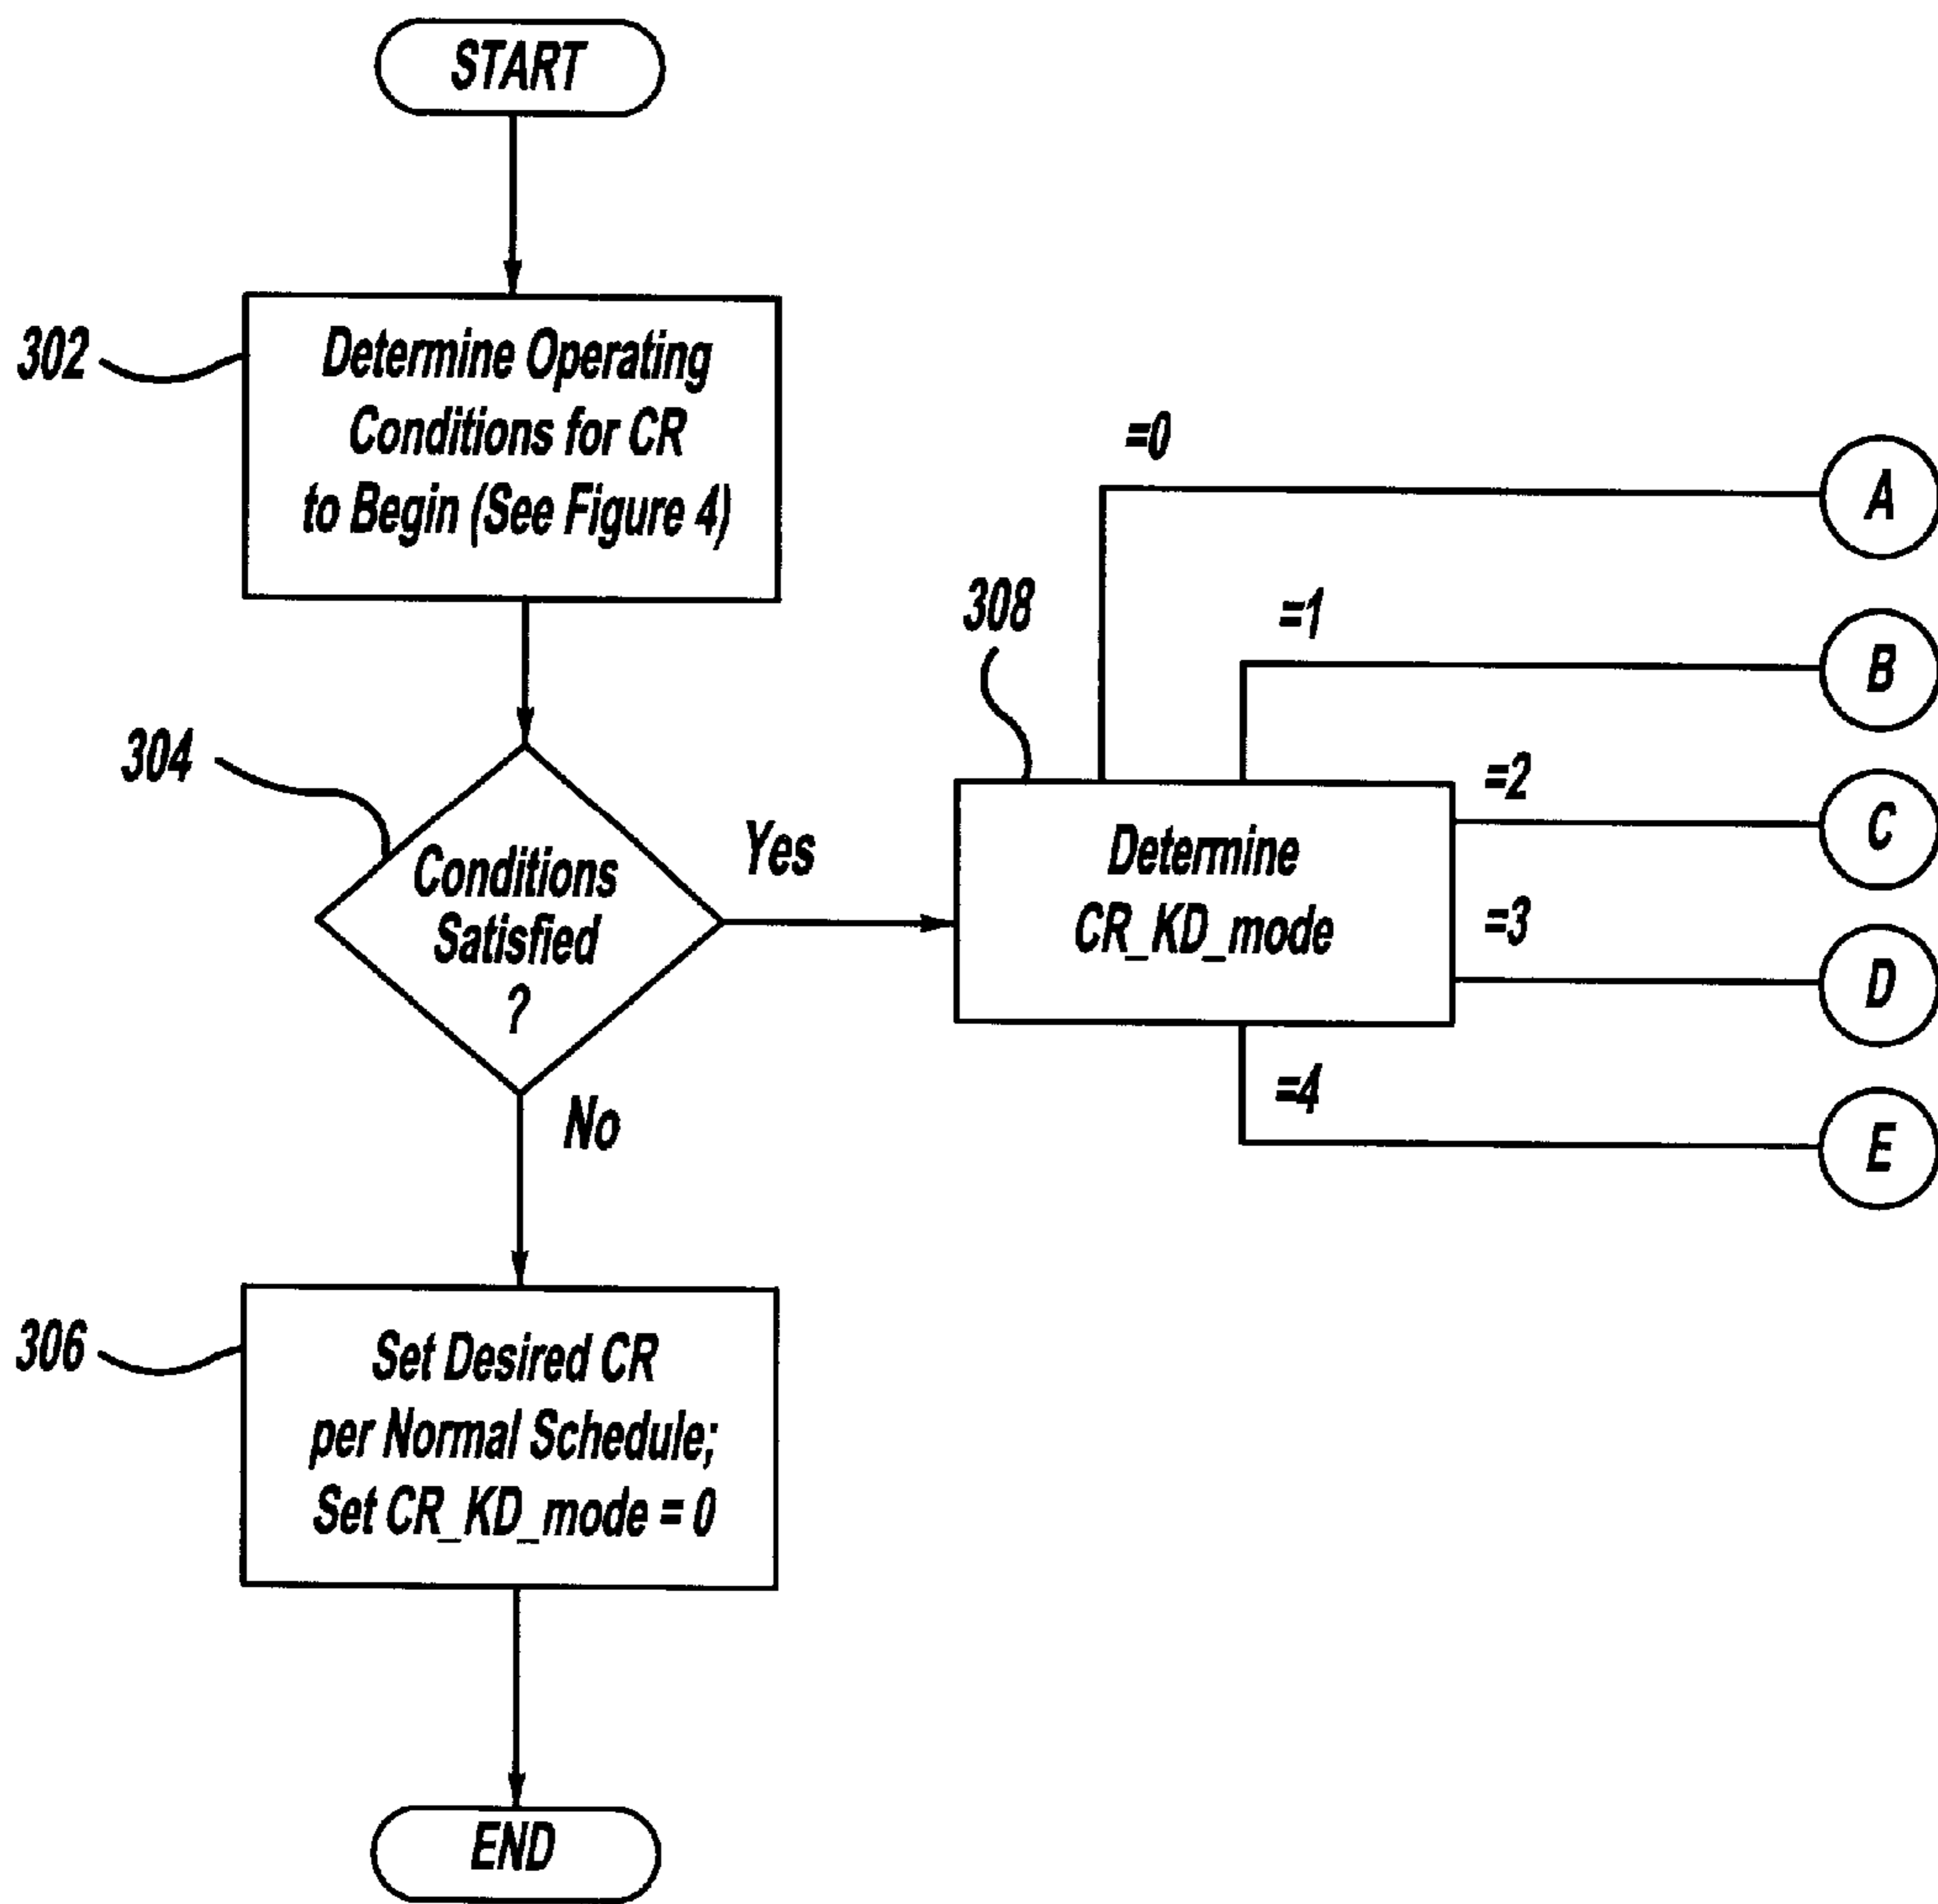 START
302
Determine Operating
Conditions for CR
to Begin (See Figure 4)
304
Conditions
Satisfied
?
Yes
No
308
Determine
CR_KD_mode
=0
A
=1
B
=2
C
=3
D
=4
E
306
Set Desired CR
per Normal Schedule;
Set CR_KD_mode = 0
END